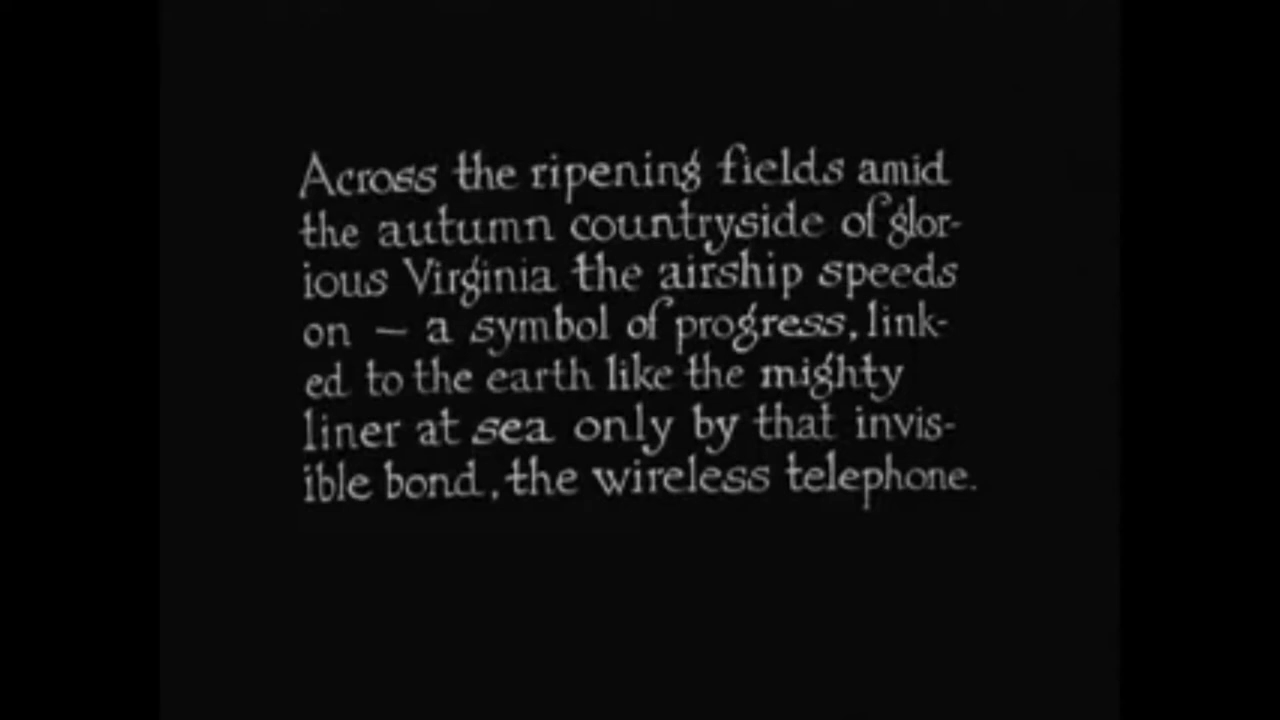 Across the ripening fields amid
the autumn countryside of glor-
ious Virginia the airship speeds
on — a symbol of progress, link-
ed to the earth like the mighty
liner at sea only by that invis-
ible bond, the wireless telephone.